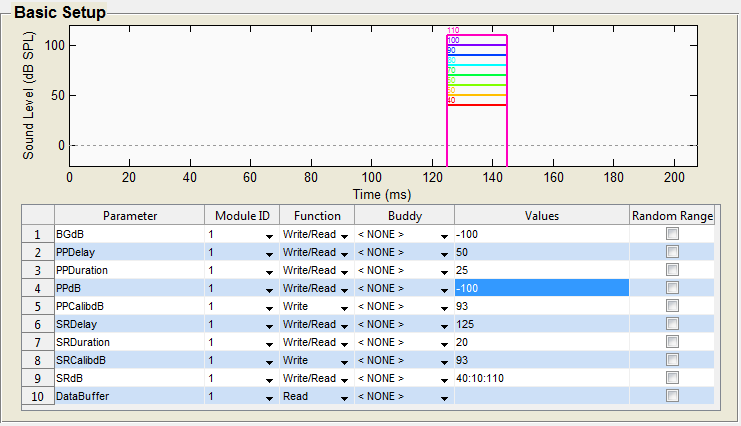 Basic Setup
Sound Level (dB SPL)
100
50
0
110
100
90
80
70
60
50
40
0 20 40 60 80 100 120 140 160 180 200
Time (ms)
Parameter Module ID Function Buddy Values Random Range
1 BGdB 1 Write/Read < NONE > -100
2 PPDelay 1 Write/Read < NONE > 50
3 PPDuration 1 Write/Read < NONE > 25
4 PPdB 1 Write/Read < NONE > -100
5 PPCalibdB 1 Write < NONE > 93
6 SRDelay 1 Write/Read < NONE > 125
7 SRDuration 1 Write/Read < NONE > 20
8 SRCalibdB 1 Write < NONE > 93
9 SRdB 1 Write/Read < NONE > 40:10:110
10 DataBuffer 1 Read < NONE >